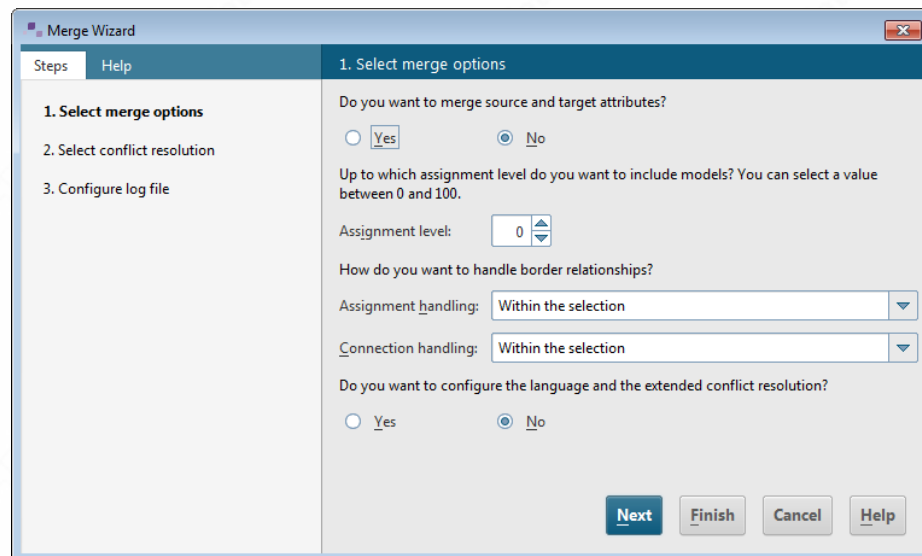 Merge Wizard
Steps
Help
1. Select merge options
2. Select conflict resolution
3. Configure log file
1. Select merge options
Do you want to merge source and target attributes?
Yes
No
Up to which assignment level do you want to include models? You can select a value
between 0 and 100.
Assignment level:
0
How do you want to handle border relationships?
Assignment handling:
Within the selection
Connection handling:
Within the selection
Do you want to configure the language and the extended conflict resolution?
Yes
No
Next
Finish
Cancel
Help